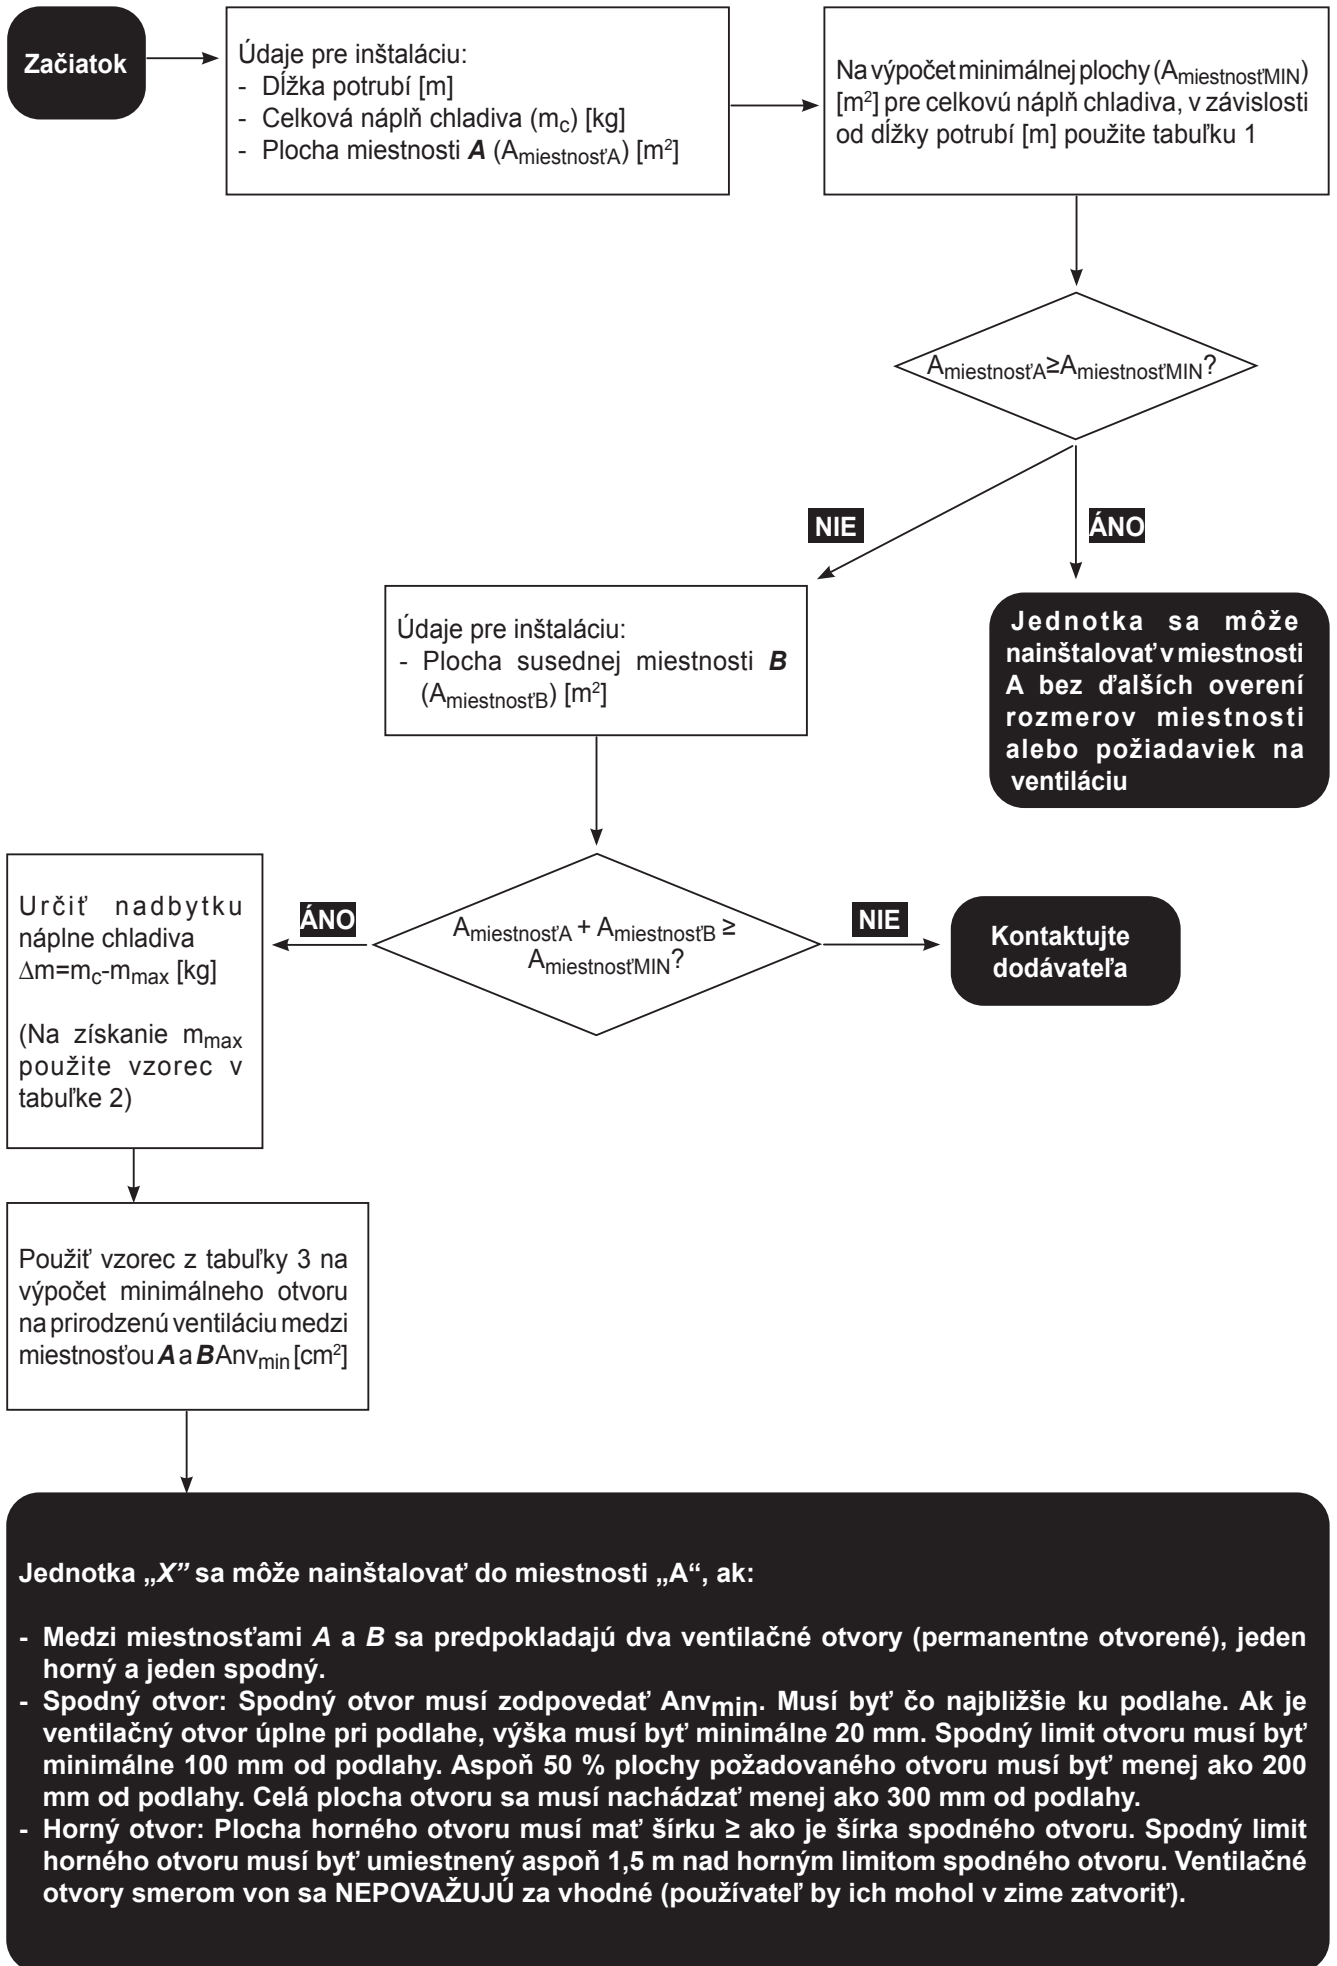 Začiatok
Údaje pre inštaláciu:
- Dĺžka potrubí [m]
- Celková náplň chladiva (mc) [kg]
- Plocha miestnosti A (AmiestnosťA) [m²]
Na výpočet minimálnej plochy (AmiestnosťMIN)
[m²] pre celkovú náplň chladiva, v závislosti
od dĺžky potrubí [m] použite tabuľku 1
AmiestnosťA≥AmiestnosťMIN?
NIE
ÁNO
Údaje pre inštaláciu:
- Plocha susednej miestnosti B
(AmiestnosťB) [m²]
Jednotka sa môže
nainštalovať v miestnosti
A bez ďalších overení
rozmerov miestnosti
alebo požiadaviek na
ventiláciu
Určiť nadbytku
náplne chladiva
∆m=mc-mmax [kg]
(Na získanie mmax
použite vzorec v
tabuľke 2)
ÁNO
AmiestnosťA + AmiestnosťB ≥
AmiestnosťMIN?
NIE
Kontaktujte
dodávateľa
Použiť vzorec z tabuľky 3 na
výpočet minimálneho otvoru
na prirodzenú ventiláciu medzi
miestnosťou A a B Anvmin [cm²]
Jednotka „X” sa môže nainštalovať do miestnosti „A“, ak:
- Medzi miestnosťami A a B sa predpokladajú dva ventilačné otvory (permanentne otvorené), jeden
horný a jeden spodný.
- Spodný otvor: Spodný otvor musí zodpovedať Anvmin. Musí byť čo najbližšie ku podlahe. Ak je
ventilačný otvor úplne pri podlahe, výška musí byť minimálne 20 mm. Spodný limit otvoru musí byť
minimálne 100 mm od podlahy. Aspoň 50 % plochy požadovaného otvoru musí byť menej ako 200
mm od podlahy. Celá plocha otvoru sa musí nachádzať menej ako 300 mm od podlahy.
- Horný otvor: Plocha horného otvoru musí mať šírku ≥ ako je šírka spodného otvoru. Spodný limit
horného otvoru musí byť umiestnený aspoň 1,5 m nad horným limitom spodného otvoru. Ventilačné
otvory smerom von sa NEPOVAŽUJÚ za vhodné (používateľ by ich mohol v zime zatvoriť).